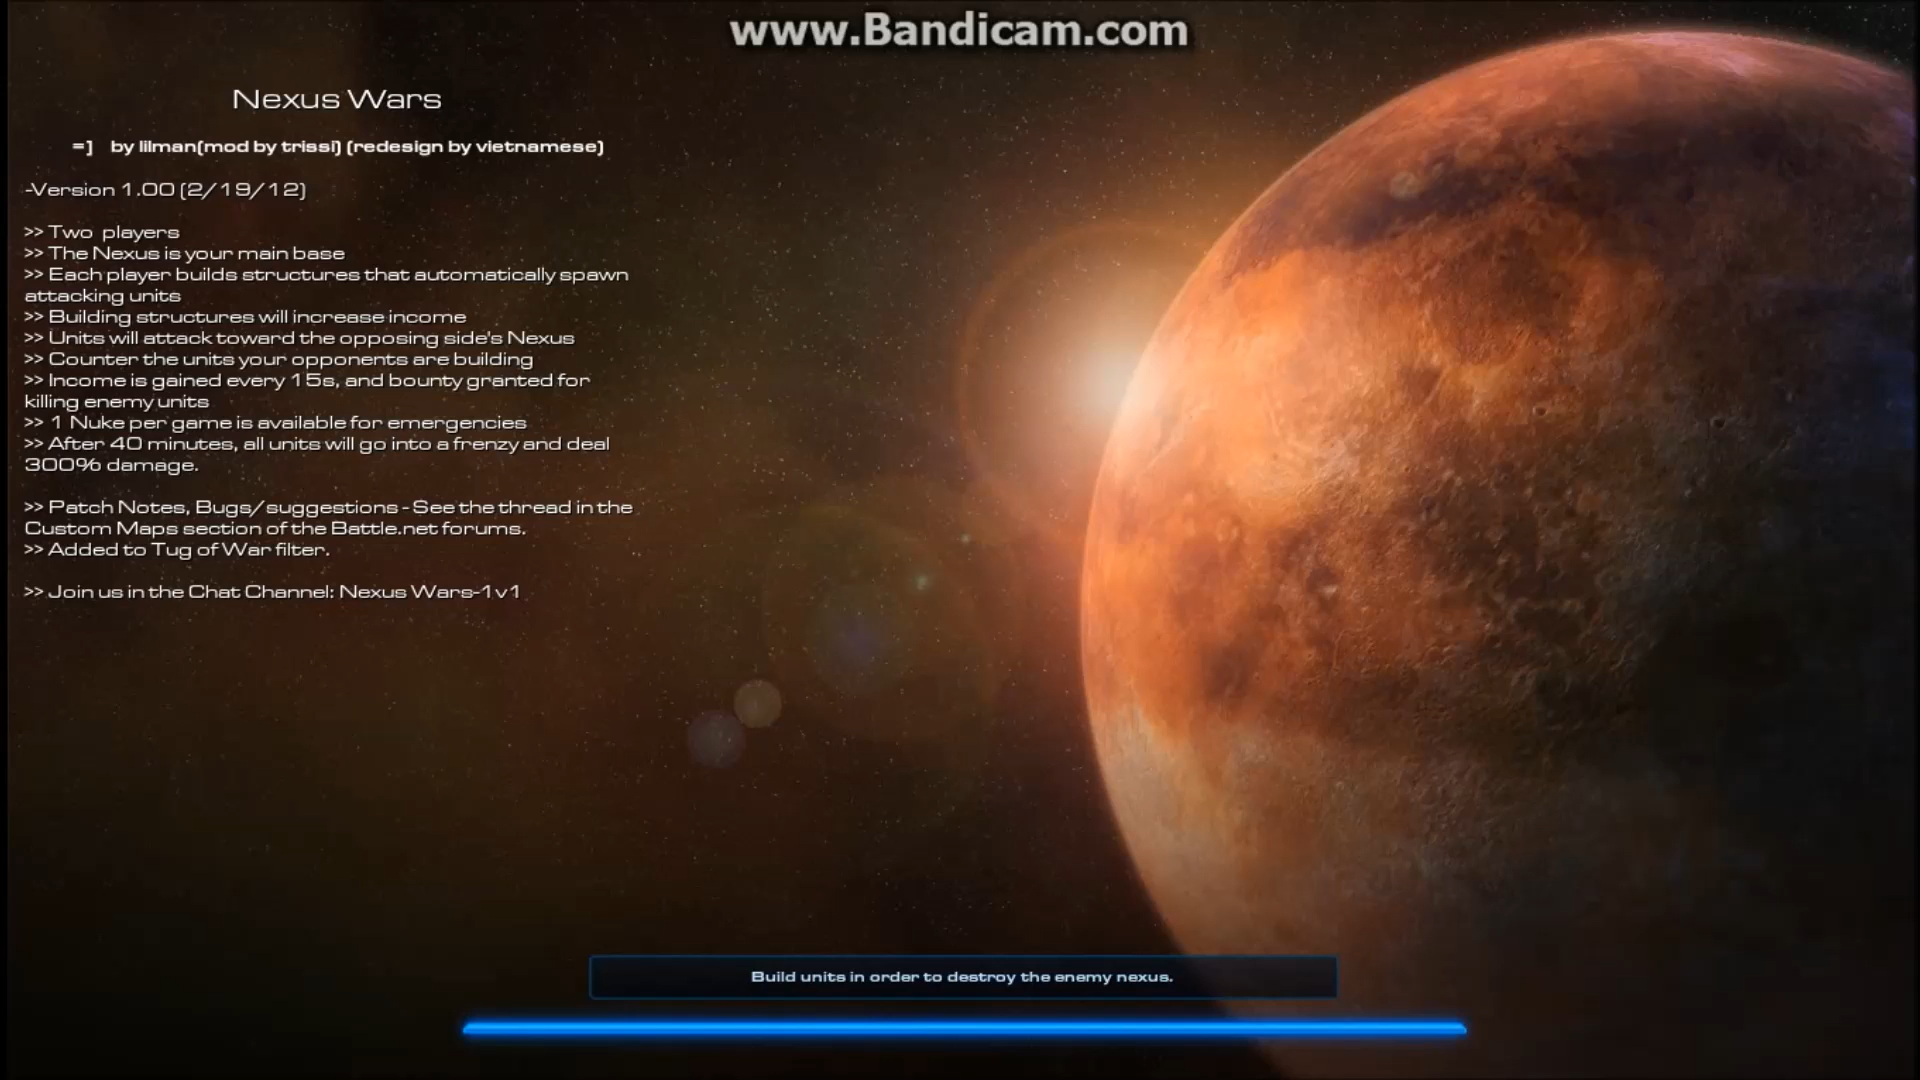 www.Bandicam.com
Nexus Wars
=] by lilman(mod by trissi) (redesign by vietnamese)
-Version 1.00 (2/19/12)
>> Two players
>> The Nexus is your main base
>> Each player builds structures that automatically spawn
attacking units
>> Building structures will increase income
>> Units will attack toward the opposing side's Nexus
>> Counter the units your opponents are building
>> Income is gained every 15s, and bounty granted for
killing enemy units
>> 1 Nuke per game is available for emergencies
>> After 40 minutes, all units will go into a frenzy and deal
300% damage.
>> Patch Notes, Bugs/suggestions - See the thread in the
Custom Maps section of the Battle.net forums.
>> Added to Tug of War filter.
>> Join us in the Chat Channel: Nexus Wars-1v1
Build units in order to destroy the enemy nexus.